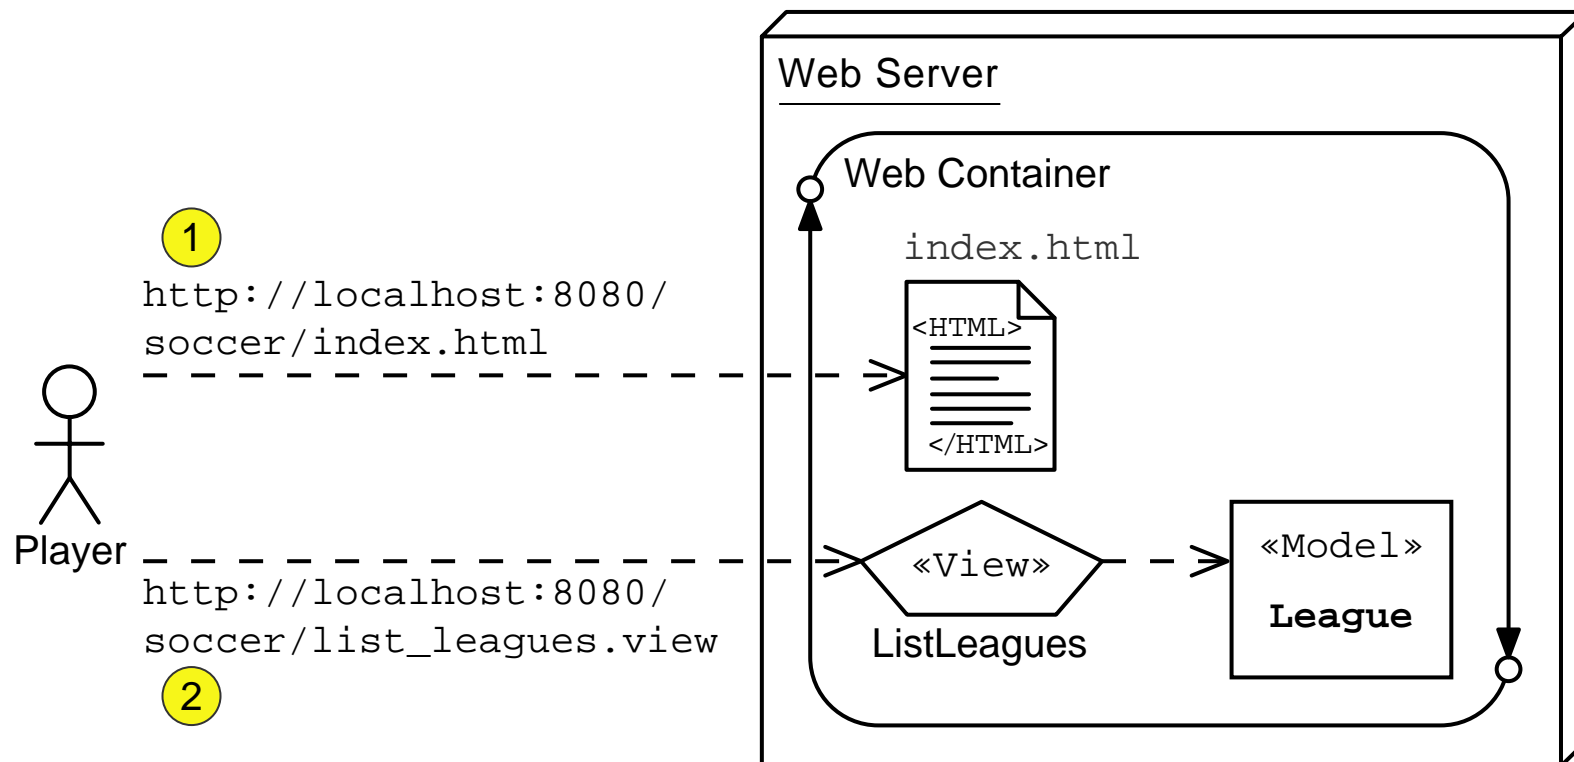 Web Server
Web Container
1
index.html
http://localhost:8080/
soccer/index.html
<HTML>
</HTML>
Player
«View»
«Model»
League
http://localhost:8080/
soccer/list_leagues.view
ListLeagues
2